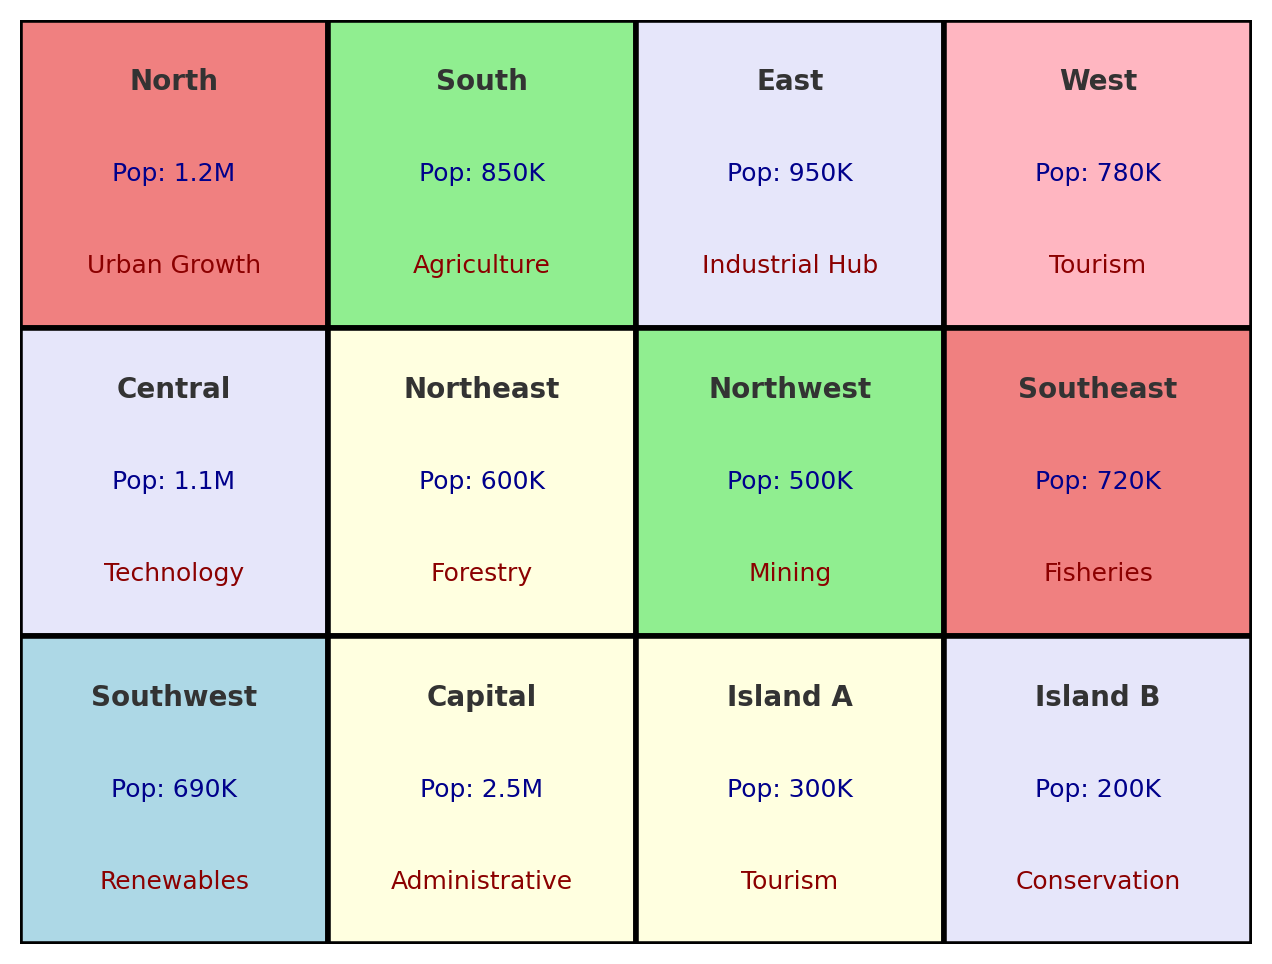 North
Pop: 1.2M
Urban Growth
South
Pop: 850K
Agriculture
East
Pop: 950K
Industrial Hub
West
Pop: 780K
Tourism
Central
Pop: 1.1M
Technology
Northeast
Pop: 600K
Forestry
Northwest
Pop: 500K
Mining
Southeast
Pop: 720K
Fisheries
Southwest
Pop: 690K
Renewables
Capital
Pop: 2.5M
Administrative
Island A
Pop: 300K
Tourism
Island B
Pop: 200K
Conservation